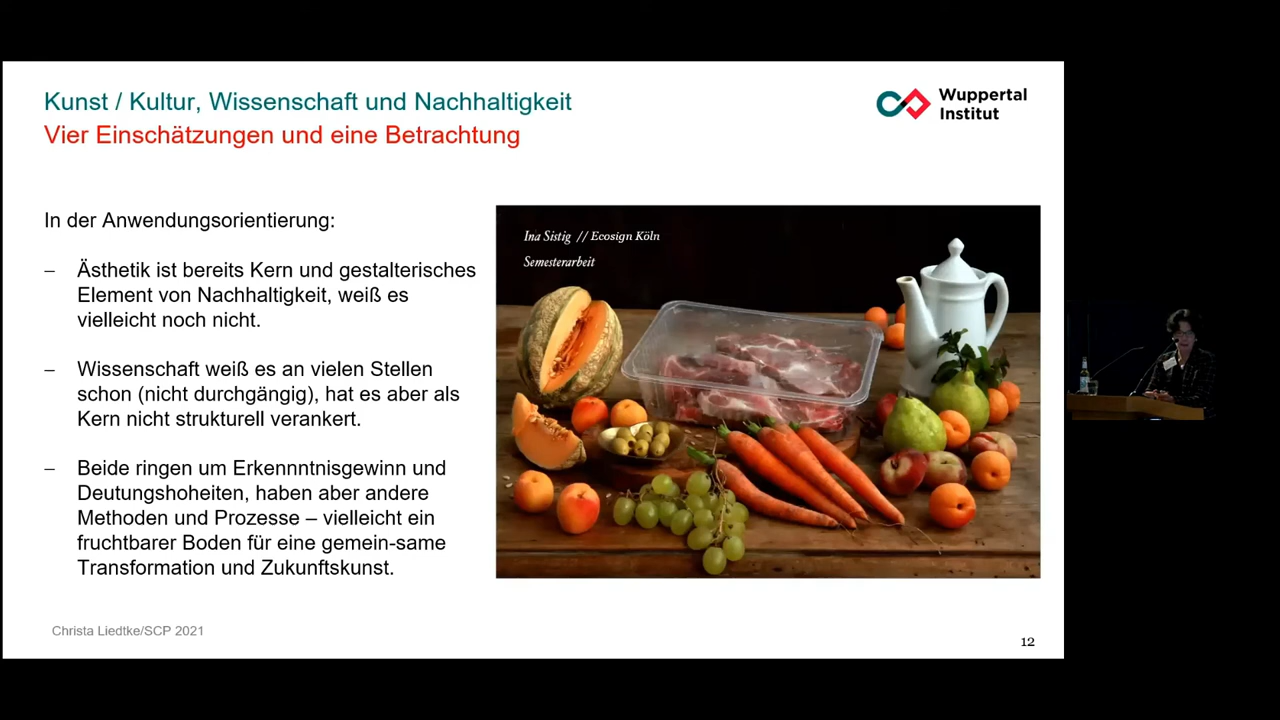 Kunst / Kultur, Wissenschaft und Nachhaltigkeit
Vier Einschätzungen und eine Betrachtung
Wuppertal
Institut
In der Anwendungsorientierung:
– Ästhetik ist bereits Kern und gestalterisches
Element von Nachhaltigkeit, weiß es
vielleicht noch nicht.
– Wissenschaft weiß es an vielen Stellen
schon (nicht durchgängig), hat es aber als
Kern nicht strukturell verankert.
– Beide ringen um Erkennntnisgewinn und
Deutungshoheiten, haben aber andere
Methoden und Prozesse – vielleicht ein
fruchtbarer Boden für eine gemein-same
Transformation und Zukunftskunst.
Ina Sistig // Ecosign Köln
Semesterarbeit
Christa Liedtke/SCP 2021
12